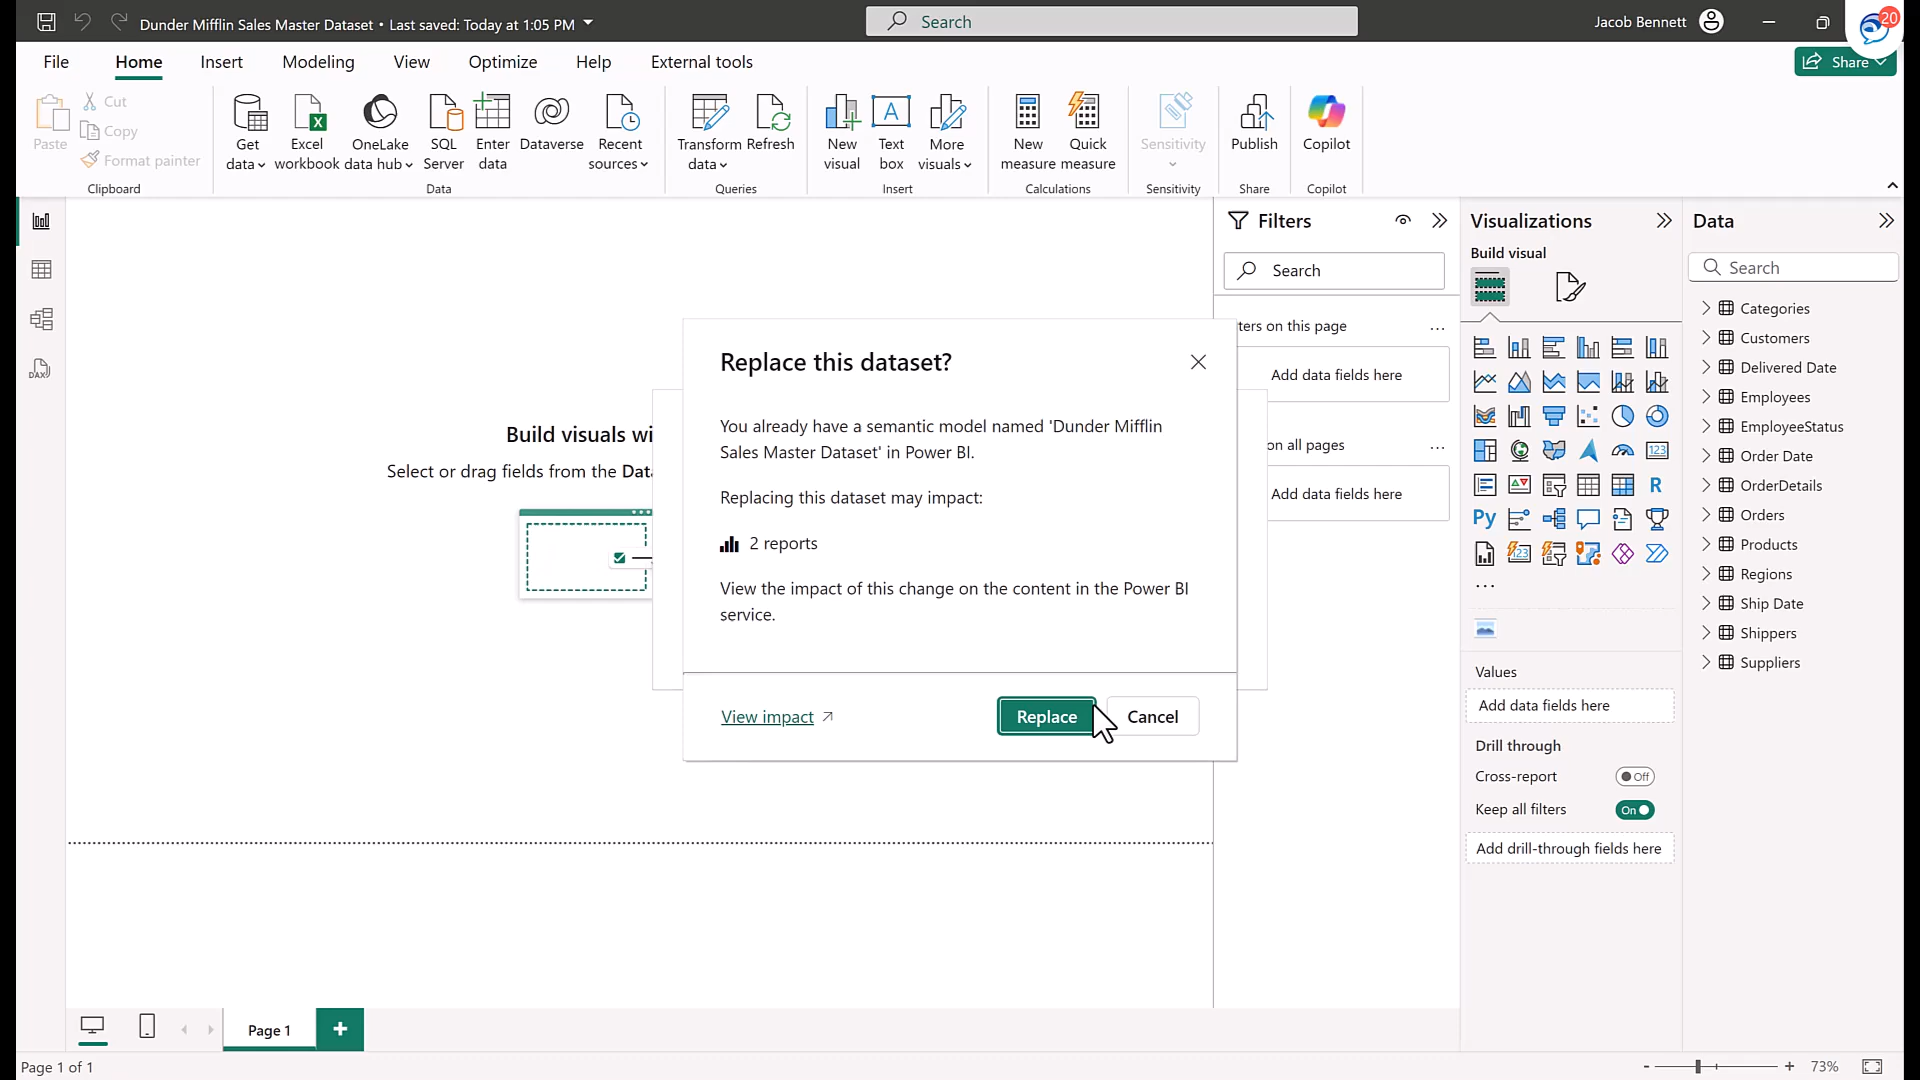 Dunder Mifflin Sales Master Dataset • Last saved: Today at 1:05 PM
Search
Jacob Bennett
20
File
Home
Insert
Modeling
View
Optimize
Help
External tools
Share
Paste
Cut
Copy
Format painter
Clipboard
Get
data
Excel
workbook
OneLake
data hub
SQL
Server
Enter
data
Dataverse
Recent
sources
Data
Transform
data
Refresh
Queries
New
visual
Text
box
More
visuals
Insert
New
measure
Quick
measure
Calculations
Sensitivity
Sensitivity
Publish
Share
Copilot
Copilot
DAX
Build visuals wi
Select or drag fields from the Data
Replace this dataset?
You already have a semantic model named 'Dunder Mifflin
Sales Master Dataset' in Power BI.
Replacing this dataset may impact:
2 reports
View the impact of this change on the content in the Power BI
service.
View impact
Replace
Cancel
Filters
Search
ters on this page
...
Add data fields here
on all pages
...
Add data fields here
Visualizations
Build visual
123
R
Py
123
...
Values
Add data fields here
Drill through
Cross-report
Off
Keep all filters
On
Add drill-through fields here
Data
Search
Categories
Customers
Delivered Date
Employees
EmployeeStatus
Order Date
OrderDetails
Orders
Products
Regions
Ship Date
Shippers
Suppliers
Page 1
+
Page 1 of 1
- + 73%